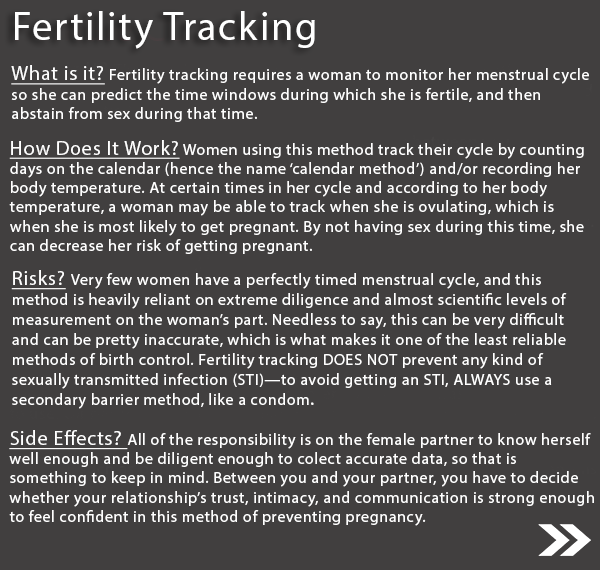 Fertility Tracking
What is it? Fertility tracking requires a woman to monitor her menstrual cycle
so she can predict the time windows during which she is fertile, and then
abstain from sex during that time.
How Does It Work? Women using this method track their cycle by counting
days on the calendar (hence the name ‘calendar method’) and/or recording her
body temperature. At certain times in her cycle and according to her body
temperature, a woman may be able to track when she is ovulating, which is
when she is most likely to get pregnant. By not having sex during this time, she
can decrease her risk of getting pregnant.
Risks? Very few women have a perfectly timed menstrual cycle, and this
method is heavily reliant on extreme diligence and almost scientific levels of
measurement on the woman’s part. Needless to say, this can be very difficult
and can be pretty inaccurate, which is what makes it one of the least reliable
methods of birth control. Fertility tracking DOES NOT prevent any kind of
sexually transmitted infection (STI)—to avoid getting an STI, ALWAYS use a
secondary barrier method, like a condom.
Side Effects? All of the responsibility is on the female partner to know herself
well enough and be diligent enough to colect accurate data, so that is
something to keep in mind. Between you and your partner, you have to decide
whether your relationship’s trust, intimacy, and communication is strong enough
to feel confident in this method of preventing pregnancy.